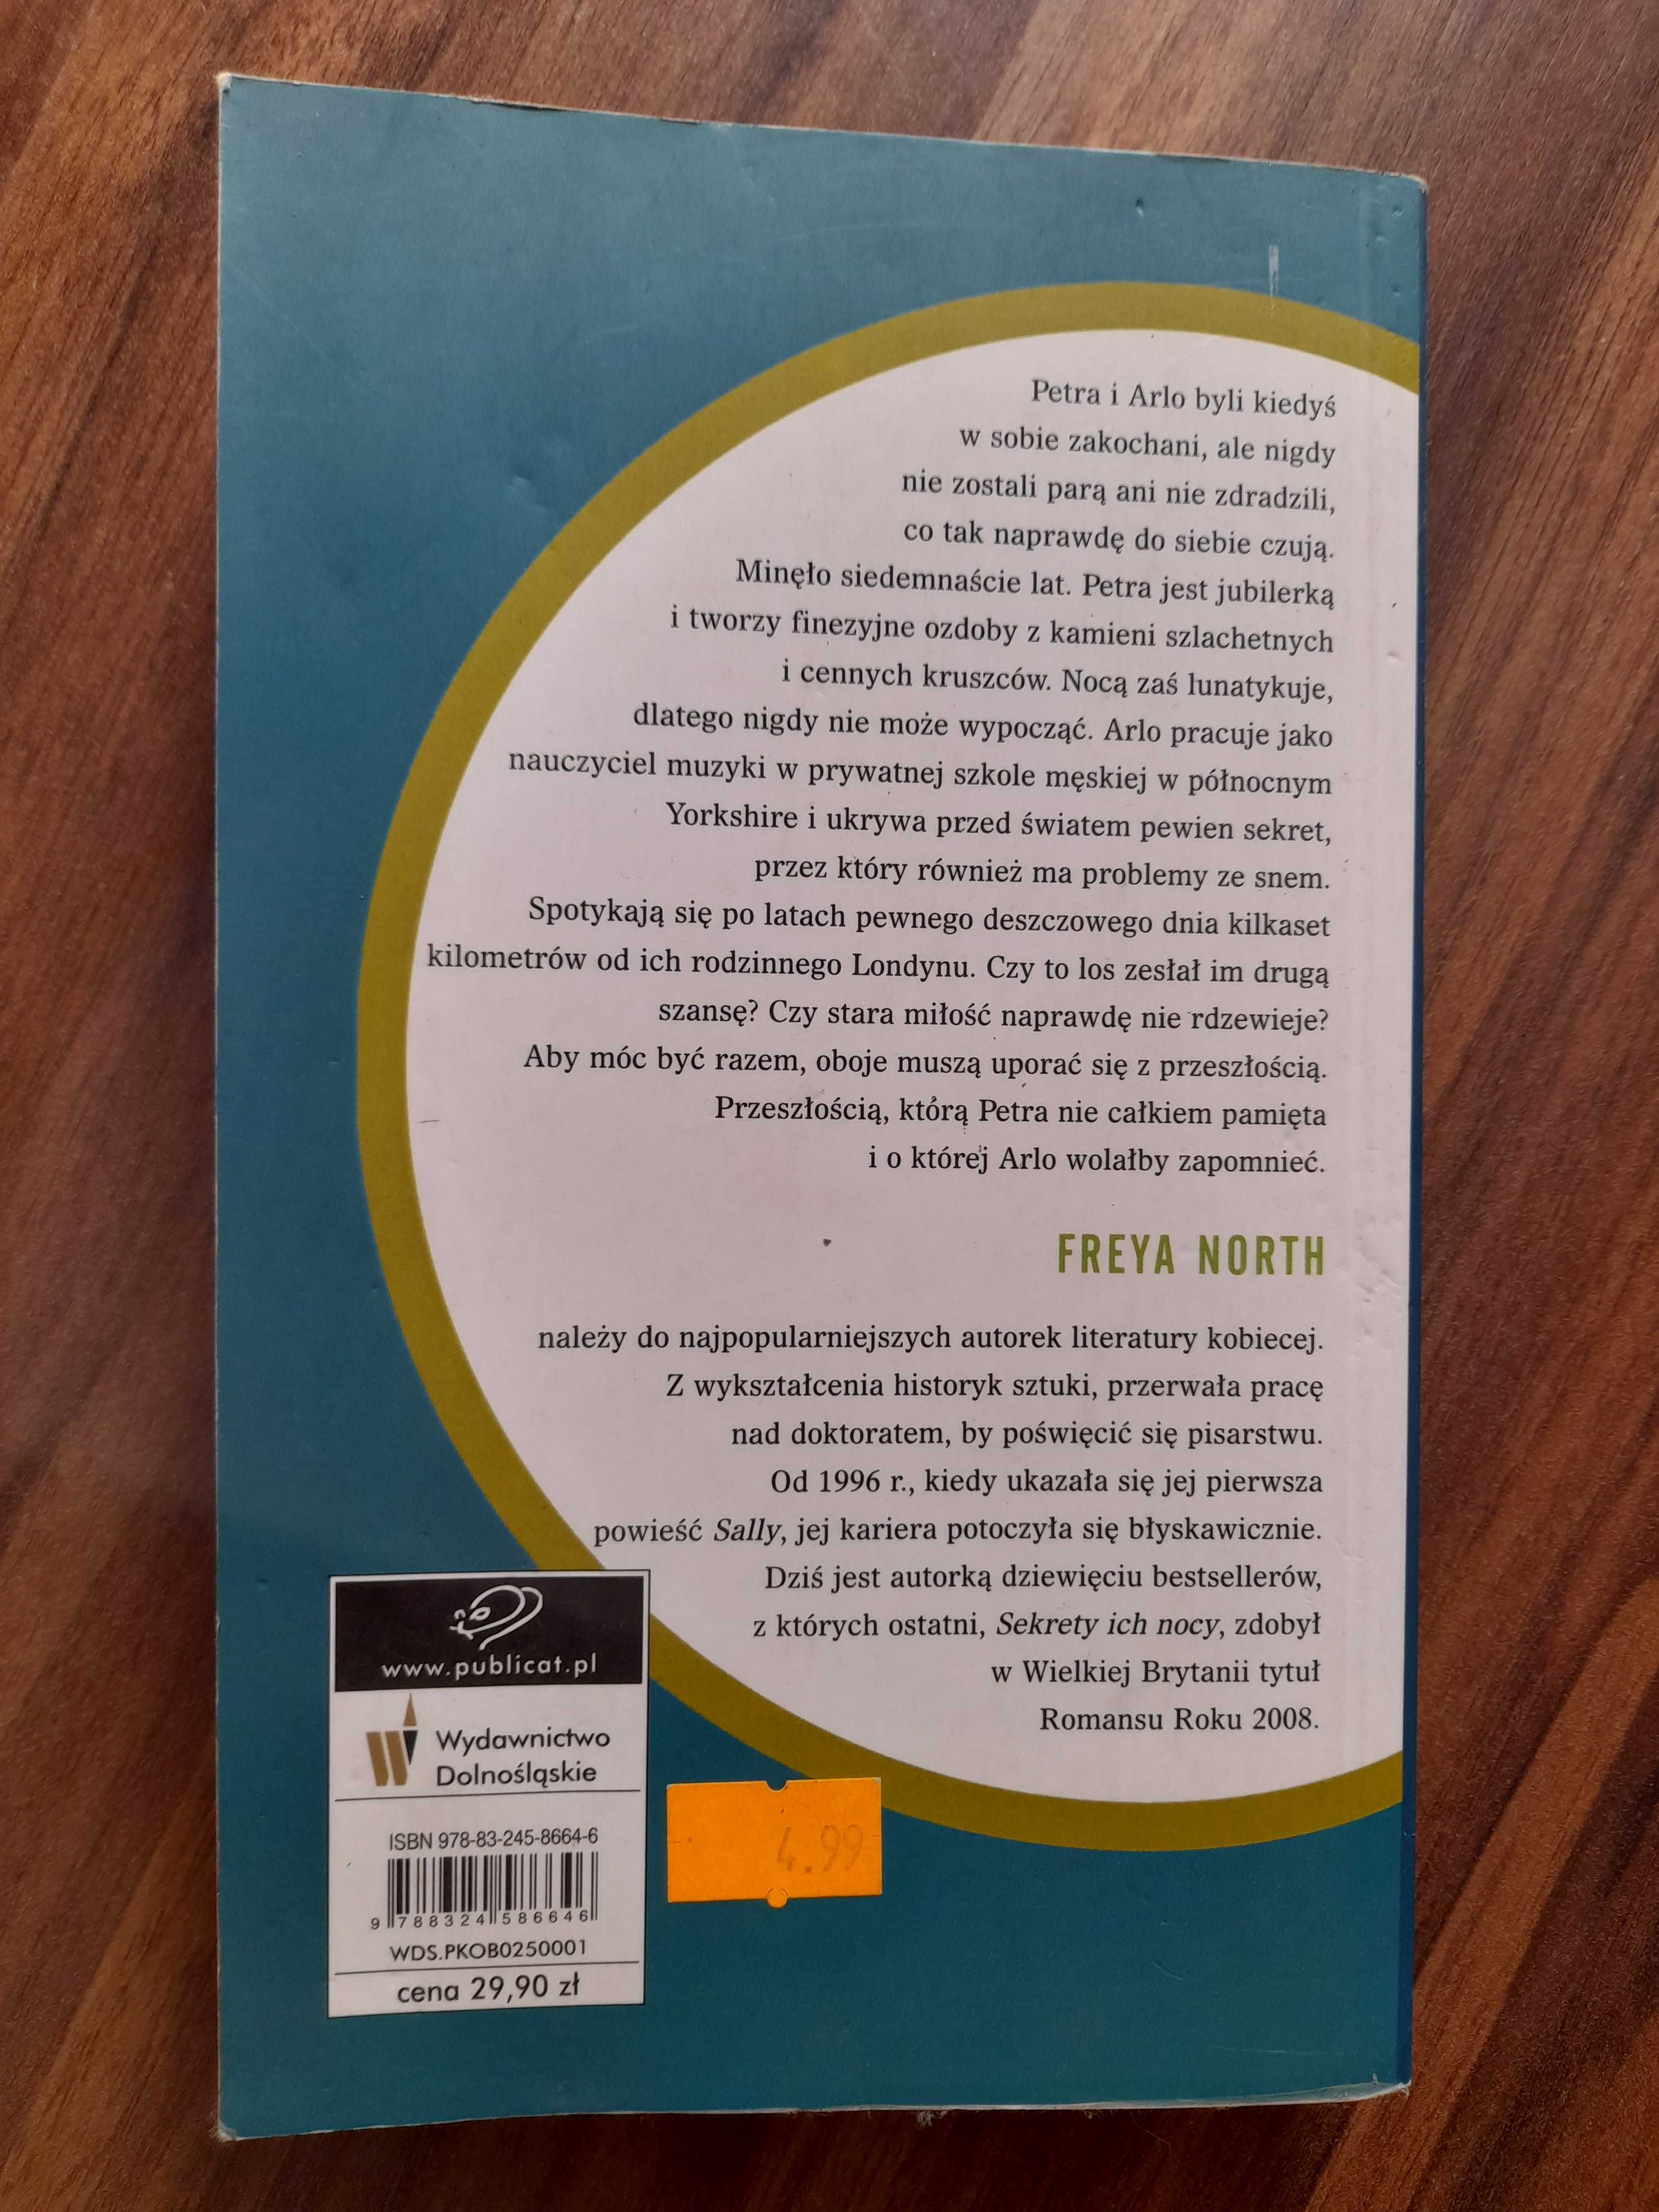 Petra i Arlo byli kiedyś
w sobie zakochani, ale nigdy
nie zostali parą ani nie zdradzili,
co tak naprawdę do siebie czują.
Minęło siedemnaście lat. Petra jest jubilerką
i tworzy finezyjne ozdoby z kamieni szlachetnych
i cennych kruszców. Nocą zaś lunatykuje,
dlatego nigdy nie może wypocząć. Arlo pracuje jako
nauczyciel muzyki w prywatnej szkole męskiej w północnym
Yorkshire i ukrywa przed światem pewien sekret,
przez który również ma problemy ze snem.
Spotykają się po latach pewnego deszczowego dnia kilkaset
kilometrów od ich rodzinnego Londynu. Czy to los zesłał im drugą
szansę? Czy stara miłość naprawdę nie rdzewieje?
Aby móc być razem, oboje muszą uporać się z przeszłością.
Przeszłością, którą Petra nie całkiem pamięta
i o której Arlo wolałby zapomnieć.
FREYA NORTH
należy do najpopularniejszych autorek literatury kobiecej.
Z wykształcenia historyk sztuki, przerwała pracę
nad doktoratem, by poświęcić się pisarstwu.
Od 1996 r., kiedy ukazała się jej pierwsza
powieść Sally, jej kariera potoczyła się błyskawicznie.
Dziś jest autorką dziewięciu bestsellerów,
z których ostatni, Sekrety ich nocy, zdobył
w Wielkiej Brytanii tytuł
Romansu Roku 2008.
www.publicat.pl
Wydawnictwo
Dolnośląskie
ISBN 978-83-245-8664-6
9 788324 586646
WDS.PKOB0250001
cena 29,90 zł
4.99